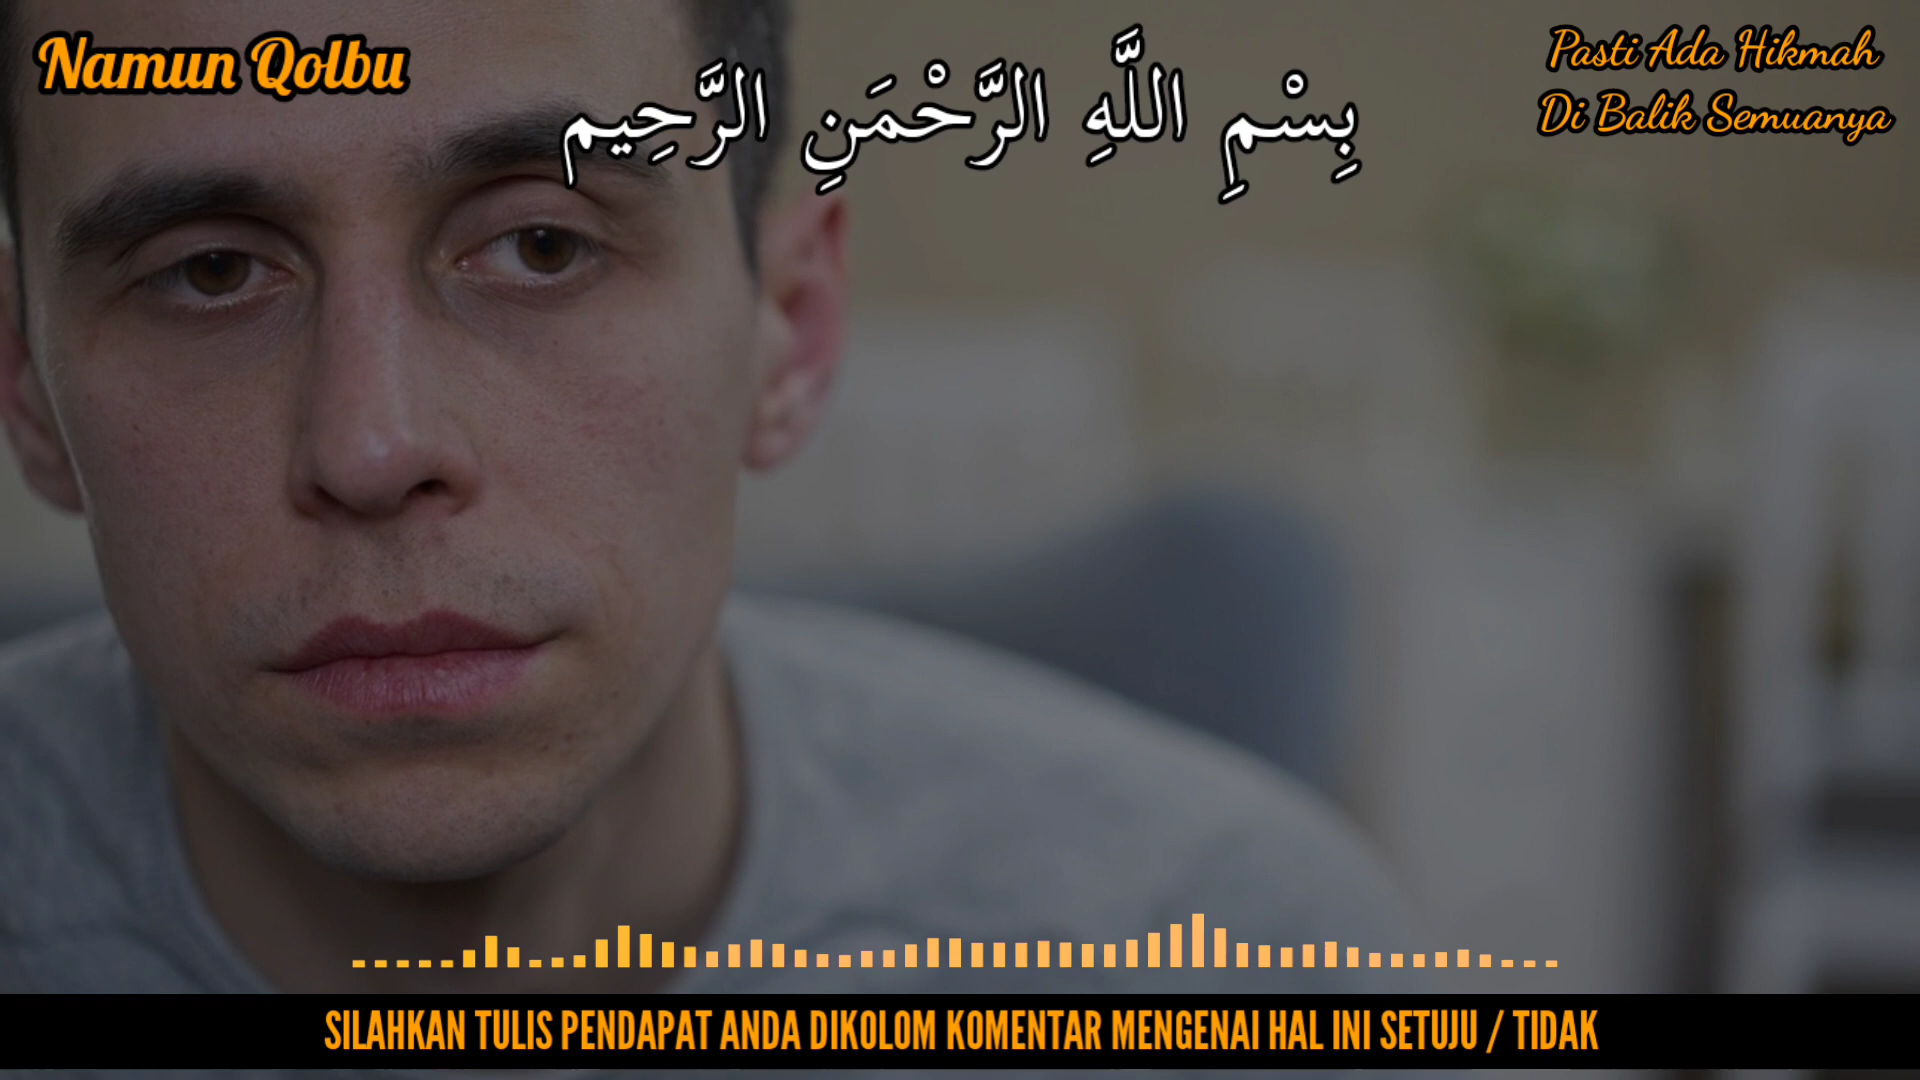 Namun Qolbu
بِسْمِ اللَّهِ الرَّحْمَنِ الرَّحِيم
Pasti Ada Hikmah
Di Balik Semuanya
SILAHKAN TULIS PENDAPAT ANDA DIKOLOM KOMENTAR MENGENAI HAL INI SETUJU / TIDAK